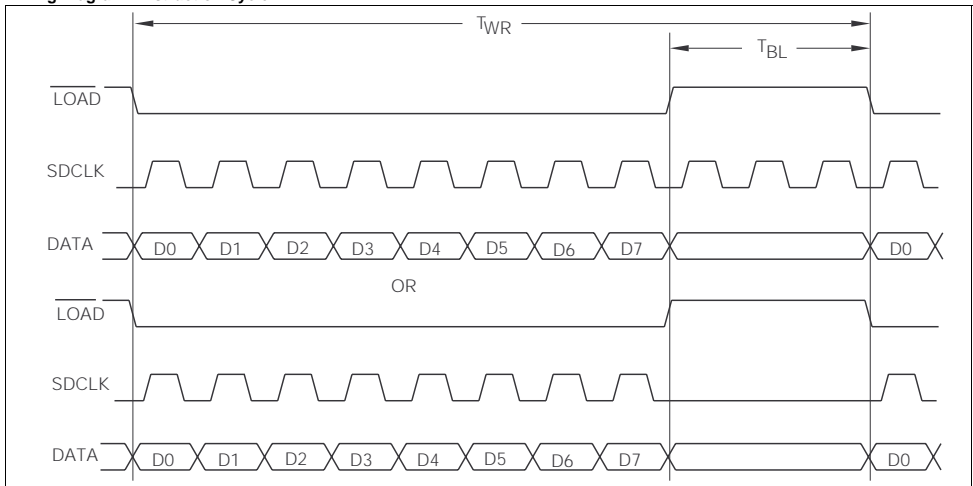 TWR
TBL
LOAD
SDCLK
DATA D0 D1 D2 D3 D4 D5 D6 D7 D0
OR
LOAD
SDCLK
DATA D0 D1 D2 D3 D4 D5 D6 D7 D0